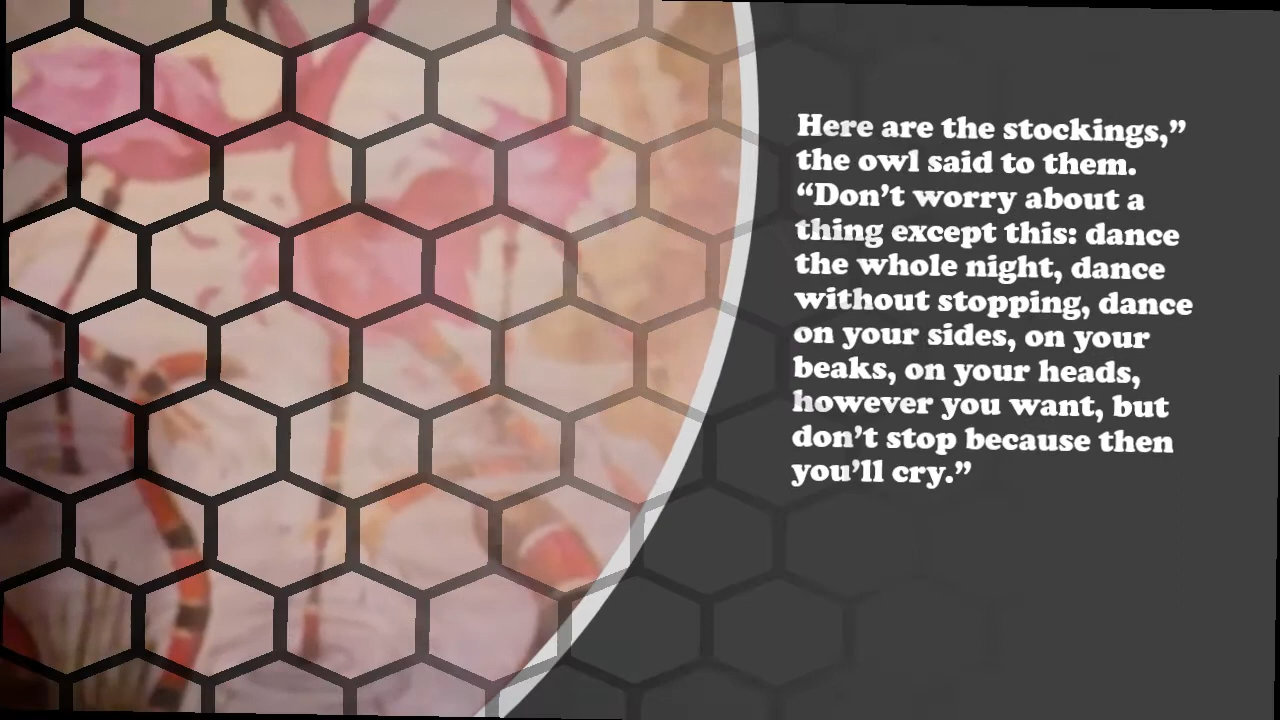 Here are the stockings,”
the owl said to them.
“Don’t worry about a
thing except this: dance
the whole night, dance
without stopping, dance
on your sides, on your
beaks, on your heads,
however you want, but
don’t stop because then
you’ll cry.”